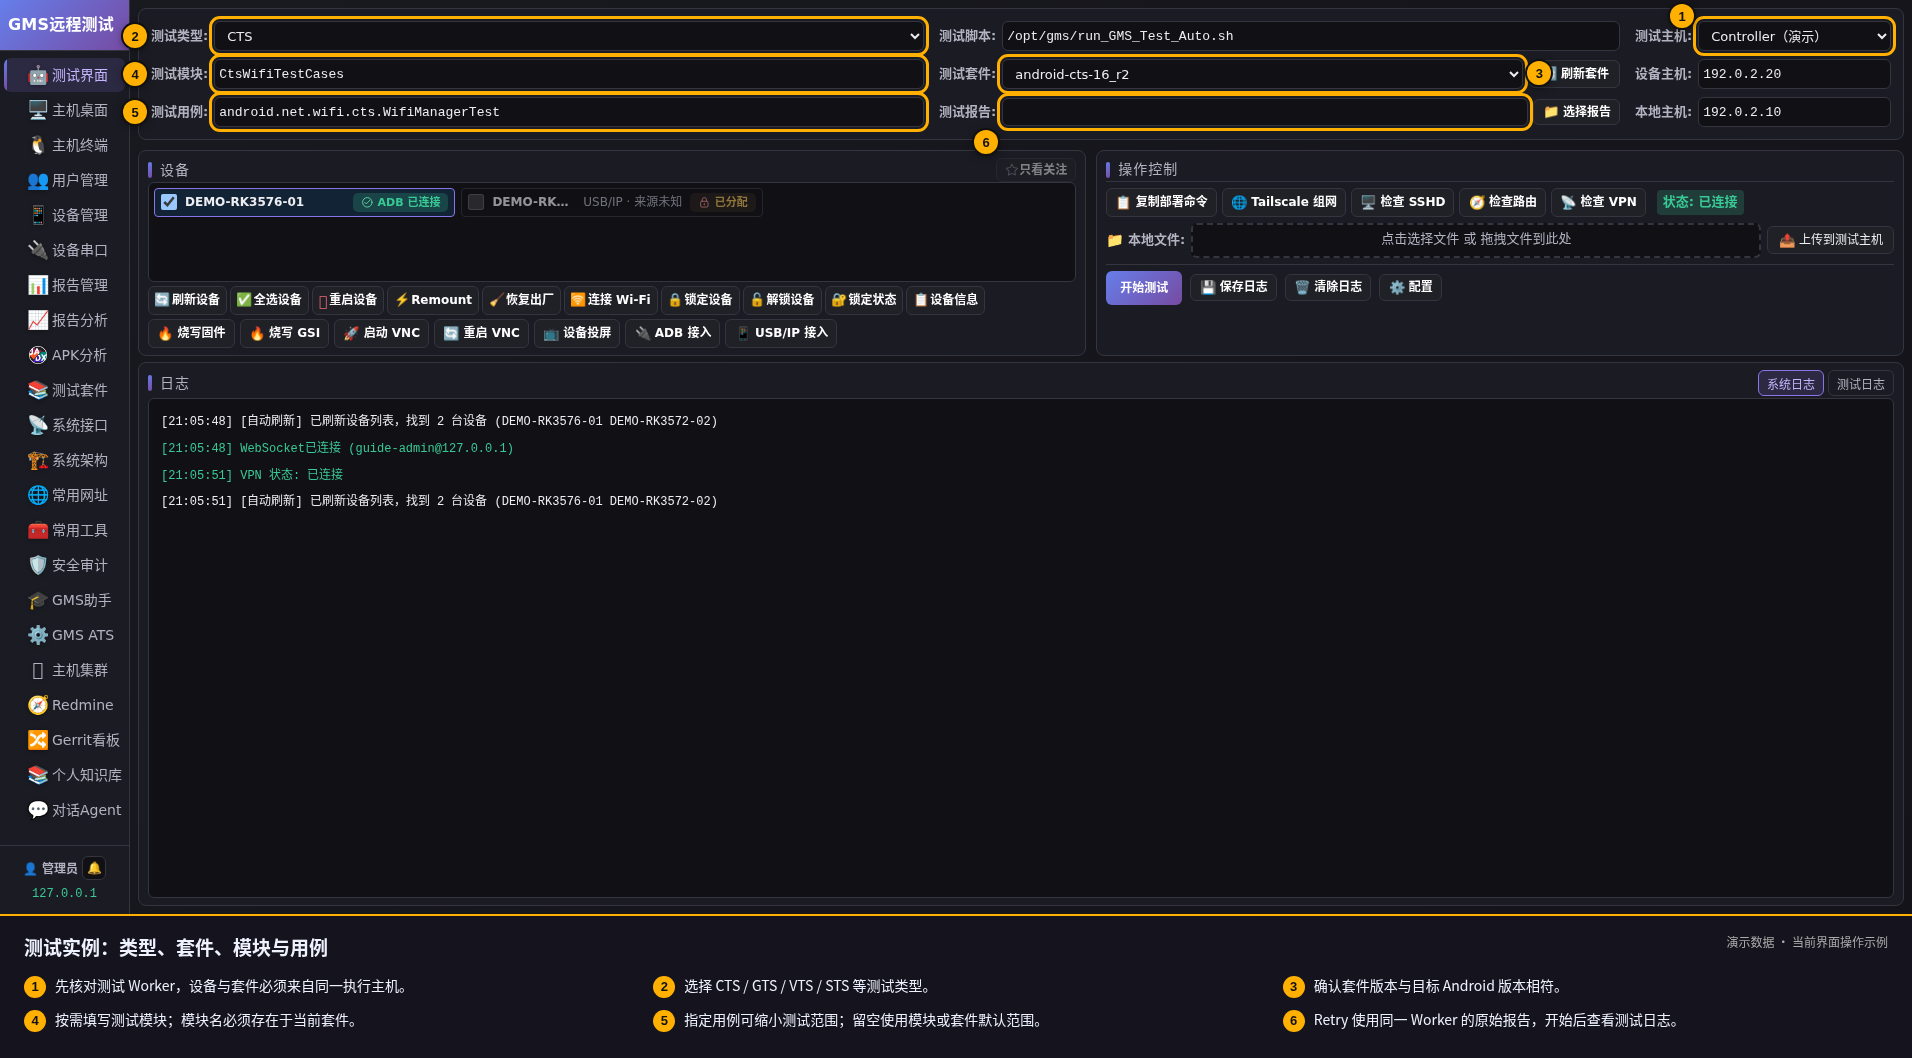 GMS远程测试
测试界面
主机桌面
主机终端
用户管理
设备管理
设备串口
报告管理
报告分析
APK分析
测试套件
系统接口
系统架构
常用网址
常用工具
安全审计
GMS助手
GMS ATS
主机集群
Redmine
Gerrit看板
个人知识库
对话Agent
管理员
127.0.0.1
2 测试类型: CTS 测试脚本: /opt/gms/run_GMS_Test_Auto.sh 1 测试主机: Controller（演示）
4 测试模块: CtsWifiTestCases 测试套件: android-cts-16_r2 3 刷新套件 设备主机: 192.0.2.20
5 测试用例: android.net.wifi.cts.WifiManagerTest 测试报告: 选择报告 本地主机: 192.0.2.10
6
设备 ☆只看关注
DEMO-RK3576-01 ADB 已连接 DEMO-RK... USB/IP · 来源未知 已分配
刷新设备 全选设备 重启设备 Remount 恢复出厂 连接 Wi-Fi 锁定设备 解锁设备 锁定状态 设备信息
烧写固件 烧写 GSI 启动 VNC 重启 VNC 设备投屏 ADB 接入 USB/IP 接入
操作控制
复制部署命令 Tailscale 组网 检查 SSHD 检查路由 检查 VPN 状态: 已连接
本地文件: 点击选择文件 或 拖拽文件到此处 上传到测试主机
开始测试 保存日志 清除日志 配置
日志 系统日志 测试日志
[21:05:48] [自动刷新] 已刷新设备列表，找到 2 台设备 (DEMO-RK3576-01 DEMO-RK3572-02)
[21:05:48] WebSocket已连接 (guide-admin@127.0.0.1)
[21:05:51] VPN 状态: 已连接
[21:05:51] [自动刷新] 已刷新设备列表，找到 2 台设备 (DEMO-RK3576-01 DEMO-RK3572-02)
测试实例：类型、套件、模块与用例 演示数据 · 当前界面操作示例
1 先核对测试 Worker，设备与套件必须来自同一执行主机。
2 选择 CTS / GTS / VTS / STS 等测试类型。
3 确认套件版本与目标 Android 版本相符。
4 按需填写测试模块；模块名必须存在于当前套件。
5 指定用例可缩小测试范围；留空使用模块或套件默认范围。
6 Retry 使用同一 Worker 的原始报告，开始后查看测试日志。